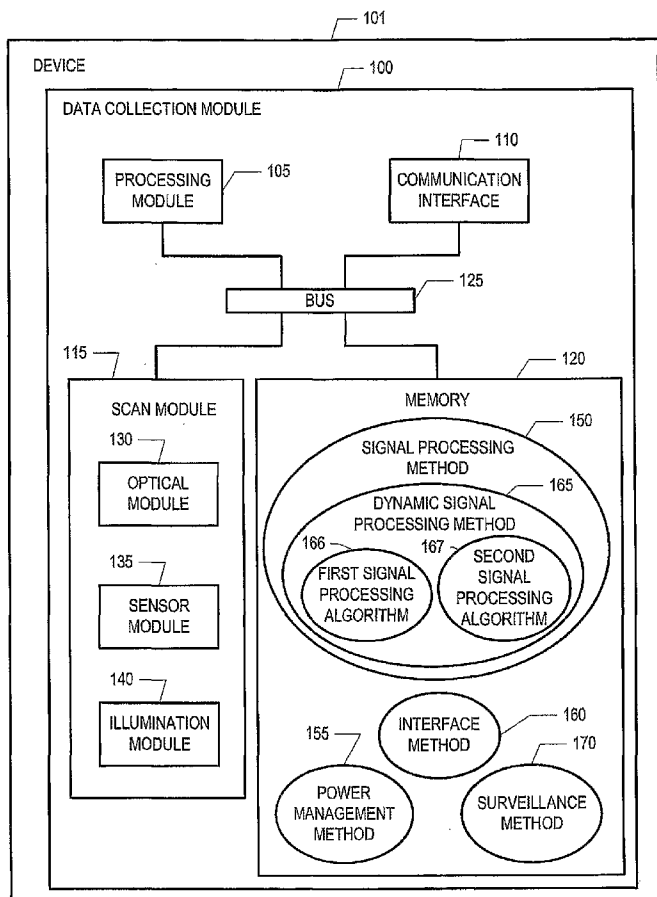 101
DEVICE
100
DATA COLLECTION MODULE
110
PROCESSING
MODULE
105
COMMUNICATION
INTERFACE
125
BUS
115
120
SCAN MODULE
MEMORY
150
SIGNAL PROCESSING
METHOD
130
OPTICAL
MODULE
165
DYNAMIC SIGNAL
PROCESSING METHOD
166
167
FIRST SIGNAL
PROCESSING
ALGORITHM
SECOND
SIGNAL
PROCESSING
ALGORITHM
135
SENSOR
MODULE
140
ILLUMINATION
MODULE
160
INTERFACE
METHOD
155
170
POWER
MANAGEMENT
METHOD
SURVEILLANCE
METHOD